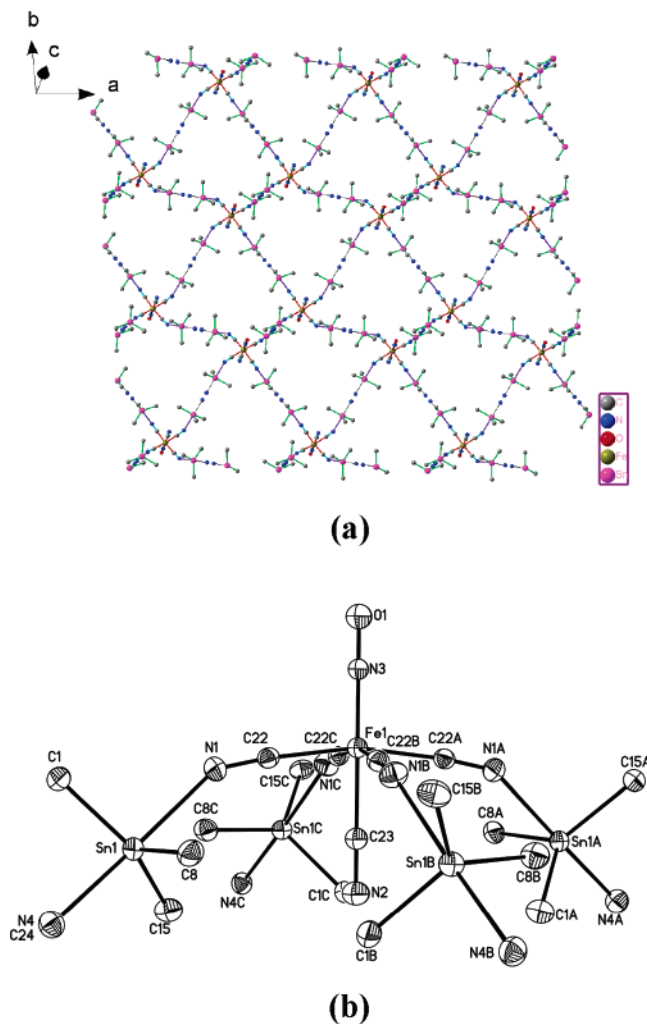 b
c
a
C
N
O
Fe
Sn
(a)
O1
N3
N1 C22 C22C Fe1 C22B C22A N1A
C1 C15C N1C N1B C15B C15A
C8C C8A
Sn1 C8 Sn1C C23 Sn1B C8B Sn1A
N4 C15 N4C C1C N2 C1A N4A
C24 C1B N4B
(b)